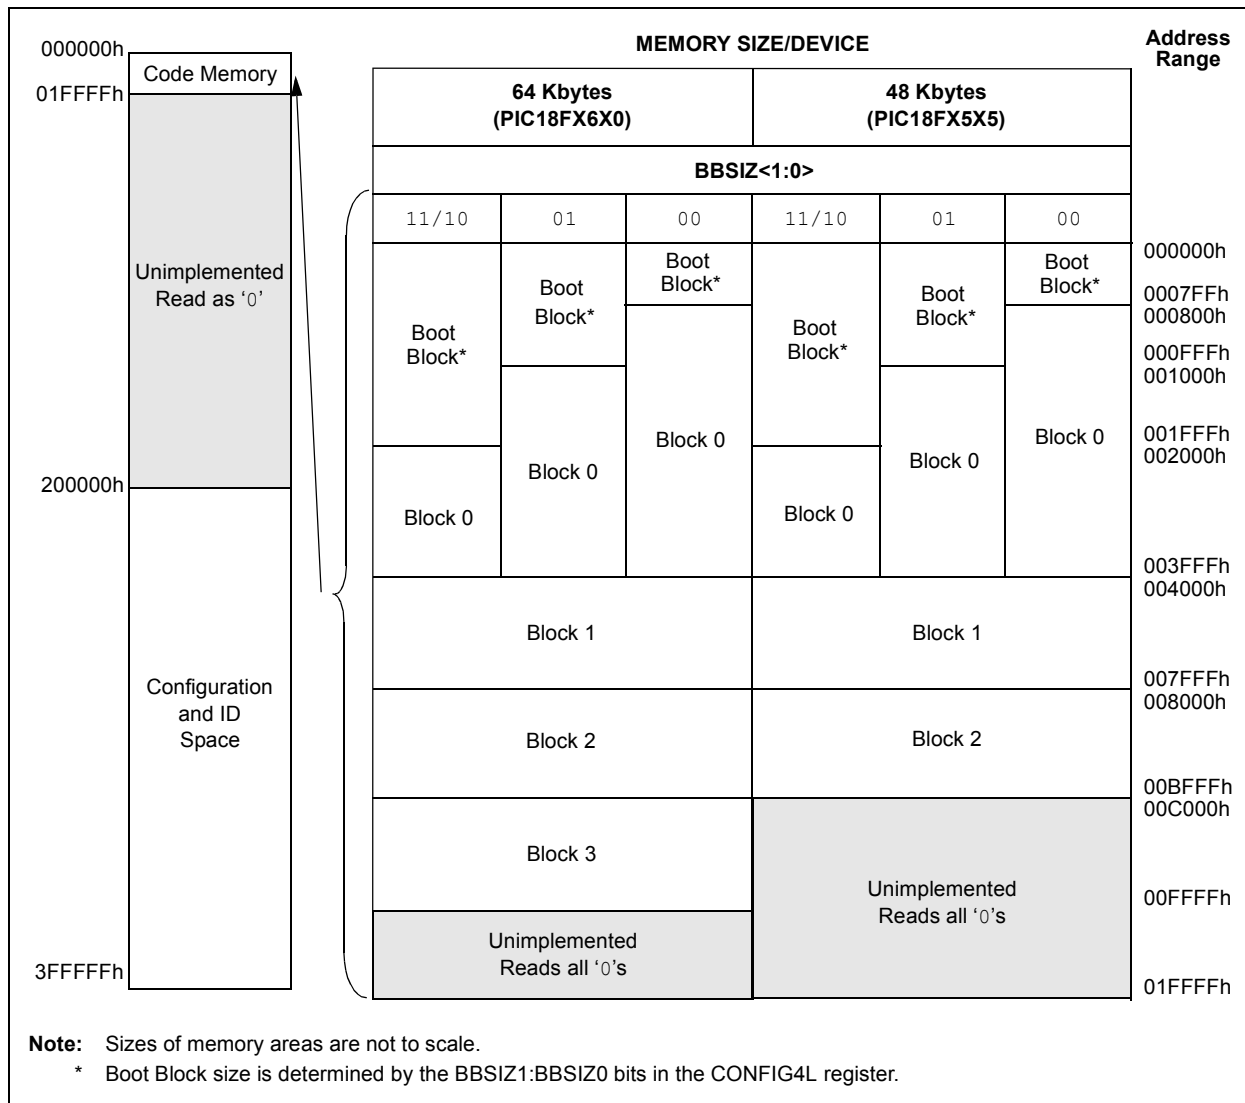 000000h
Code Memory
01FFFFh
Unimplemented
Read as ‘0’
200000h
Configuration
and ID
Space
3FFFFFh
MEMORY SIZE/DEVICE
Address
Range
64 Kbytes
(PIC18FX6X0)
48 Kbytes
(PIC18FX5X5)
BBSIZ<1:0>
11/10
01
00
11/10
01
00
Boot
Block*
Boot
Block*
Boot
Block*
Boot
Block*
Boot
Block*
Boot
Block*
Block 0
Block 0
Block 0
Block 0
Block 0
Block 0
Block 1
Block 1
Block 2
Block 2
Block 3
Unimplemented
Reads all ‘0’s
Unimplemented
Reads all ‘0’s
000000h
0007FFh
000800h
000FFFh
001000h
001FFFh
002000h
003FFFh
004000h
007FFFh
008000h
00BFFFh
00C000h
00FFFFh
01FFFFh
Note: Sizes of memory areas are not to scale.
* Boot Block size is determined by the BBSIZ1:BBSIZ0 bits in the CONFIG4L register.